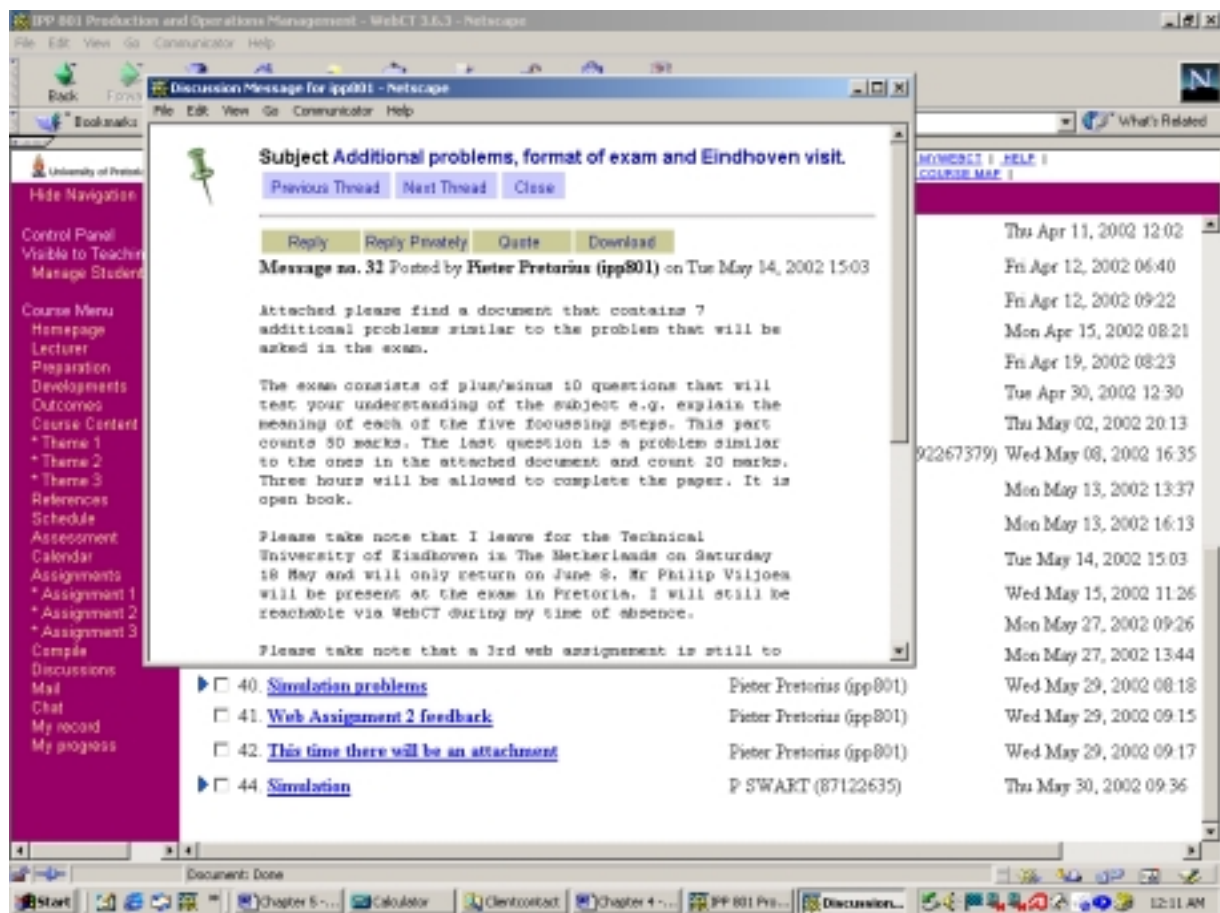 IPP 801 Production and Operations Management - WebCT 3.6.3 - Netscape
File Edit View Go Communicator Help
Back
Bookmarks
What's Related
Discussion Message for ipp801 - Netscape
File Edit View Go Communicator Help
MYWEBCT | HELP |
COURSE MAP |
University of
Hide Navigation
Control Panel
Visible to Teachin
Manage Student
Course Menu
Homepage
Lecturer
Preparation
Developments
Outcomes
Course Content
* Theme 1
* Theme 2
* Theme 3
References
Schedule
Assessment
Calendar
Assignments
* Assignment 1
* Assignment 2
* Assignment 3
Compile
Discussions
Mail
Chat
My record
My progress
Subject Additional problems, format of exam and Eindhoven visit.
Previous Thread Next Thread Close
Reply Reply Privately Quote Download
Message no. 32 Posted by Pieter Pretorius (ipp801) on Tue May 14, 2002 15:03
Attached please find a document that contains 7
additional problems similar to the problem that will be
asked in the exam.
The exam consists of plus/minus 10 questions that will
test your understanding of the subject e.g. explain the
meaning of each of the five focussing steps. This part
counts 80 marks. The last question is a problem similar
to the ones in the attached document and count 20 marks.
Three hours will be allowed to complete the paper. It is
open book.
Please take note that I leave for the Technical
University of Eindhoven in The Netherlands on Saturday
18 May and will only return on June 8. Mr Philip Viljoen
will be present at the exam in Pretoria. I will still be
reachable via WebCT during my time of absence.
Please take note that a 3rd web assignement is still to
Thu Apr 11, 2002 12:02
Fri Apr 12, 2002 06:40
Fri Apr 12, 2002 09:22
Mon Apr 15, 2002 08:21
Fri Apr 19, 2002 08:23
Tue Apr 30, 2002 12:30
Thu May 02, 2002 20:13
92267379) Wed May 08, 2002 16:35
Mon May 13, 2002 13:37
Mon May 13, 2002 16:13
Tue May 14, 2002 15:03
Wed May 15, 2002 11:26
Mon May 27, 2002 09:26
Mon May 27, 2002 13:44
40. Simulation problems Pieter Pretorius (ipp801) Wed May 29, 2002 08:18
41. Web Assignment 2 feedback Pieter Pretorius (ipp801) Wed May 29, 2002 09:15
42. This time there will be an attachment Pieter Pretorius (ipp801) Wed May 29, 2002 09:17
44. Simulation P SWART (87122635) Thu May 30, 2002 09:36
Document: Done
Start Chapter 5 -... Calculator Clientcontact Chapter 4 -... IPP 801 Pro... Discussion... 12:11 AM